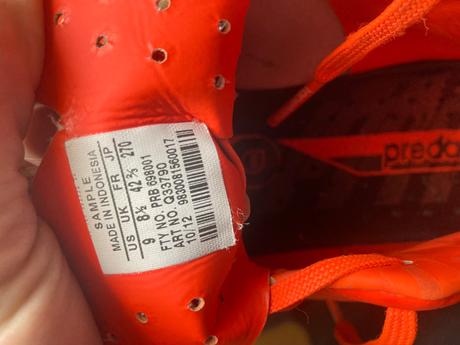 SAMPLE
MADE IN INDONESIA
US UK FR JP
9 8½ 42⅔ 270
FTY NO. PRB 698001
ART NO. Q33790
9830081560017
10/12
preda